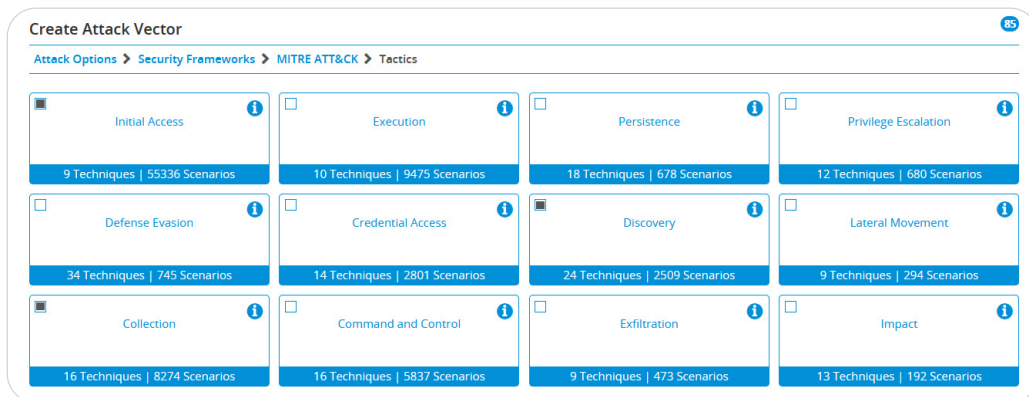 Create Attack Vector
85
Attack Options > Security Frameworks > MITRE ATT&CK > Tactics
Initial Access
9 Techniques | 55336 Scenarios
Execution
10 Techniques | 9475 Scenarios
Persistence
18 Techniques | 678 Scenarios
Privilege Escalation
12 Techniques | 680 Scenarios
Defense Evasion
34 Techniques | 745 Scenarios
Credential Access
14 Techniques | 2801 Scenarios
Discovery
24 Techniques | 2509 Scenarios
Lateral Movement
9 Techniques | 294 Scenarios
Collection
16 Techniques | 8274 Scenarios
Command and Control
16 Techniques | 5837 Scenarios
Exfiltration
9 Techniques | 473 Scenarios
Impact
13 Techniques | 192 Scenarios